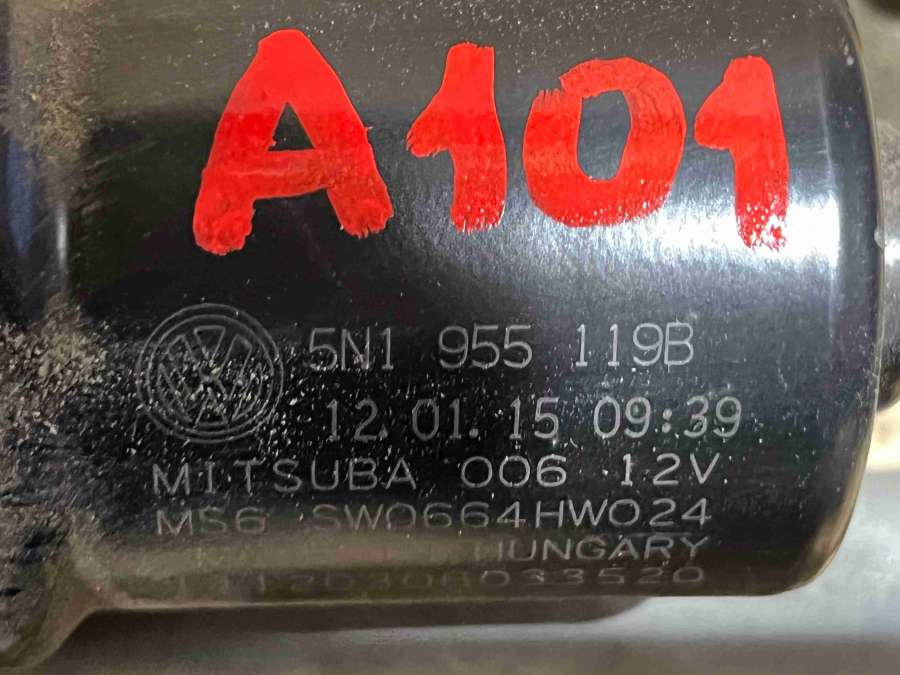 A101
5N1 955 119B
12.01.15 09:39
MITSUBA 006 12V
MS6 SW0664HW024
HUNGARY